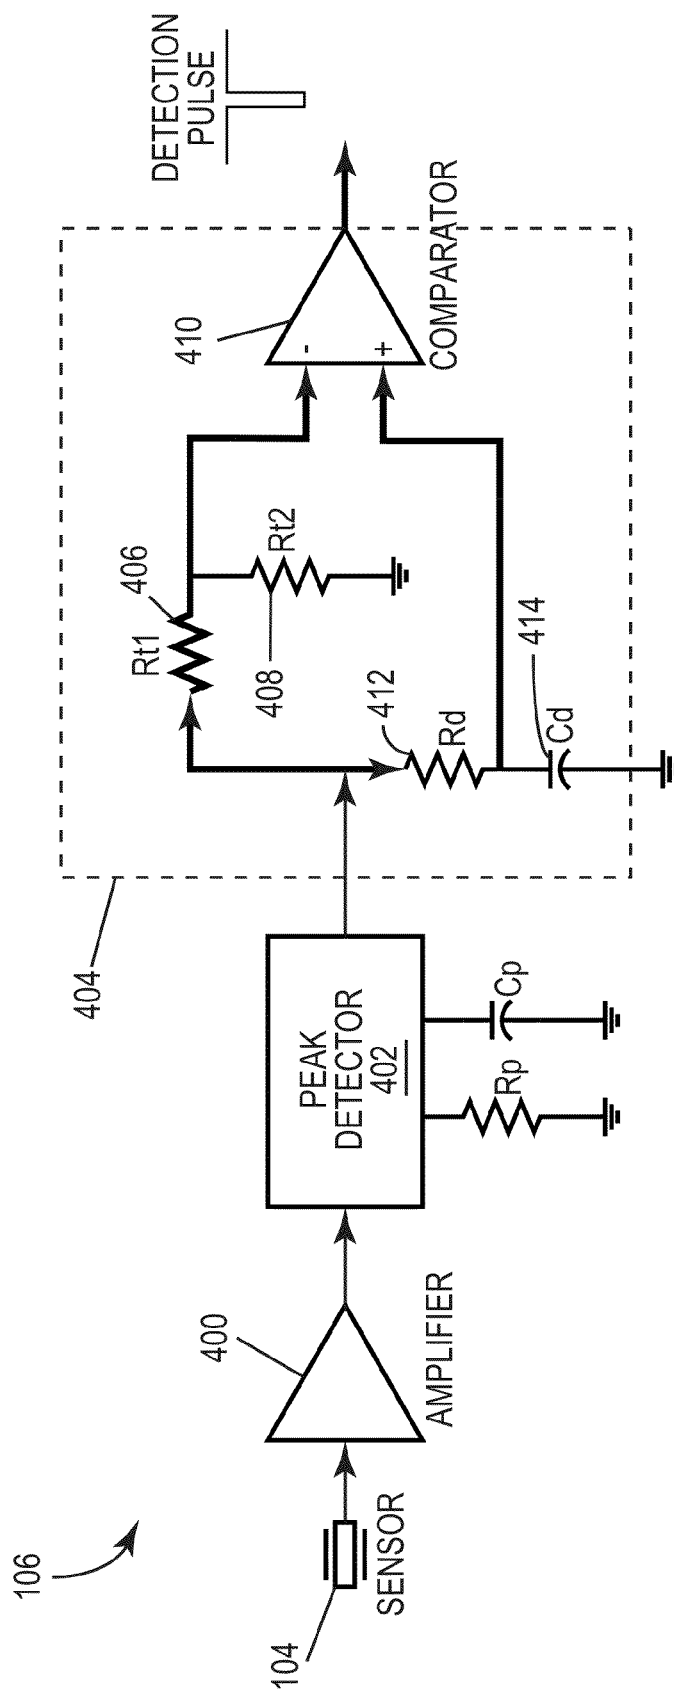 106
104
SENSOR
400
AMPLIFIER
PEAK
DETECTOR
402
Rp
Cp
404
Rt1
406
408
Rt2
412
Rd
414
Cd
410
-
+
COMPARATOR
DETECTION
PULSE